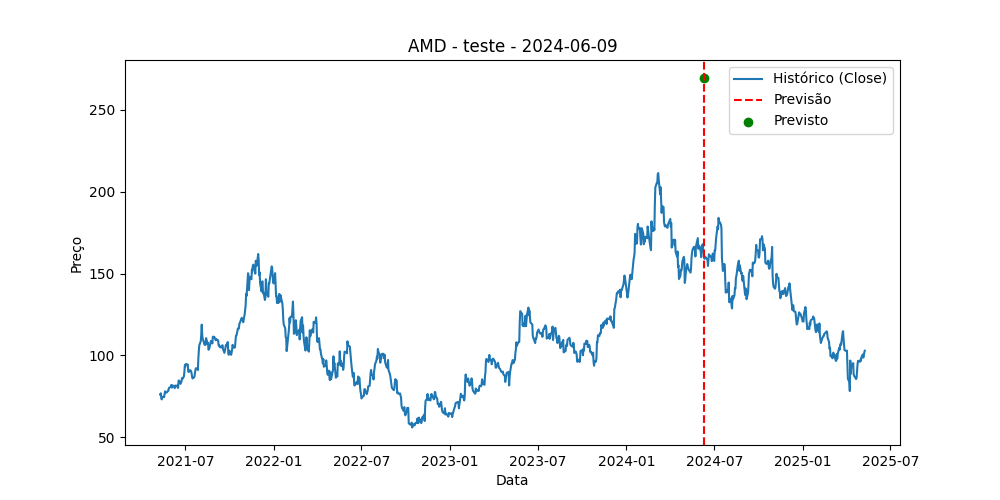 AMD - teste - 2024-06-09
Histórico (Close)
Previsão
Previsto
Preço
250
200
150
100
50
2021-07 2022-01 2022-07 2023-01 2023-07 2024-01 2024-07 2025-01 2025-07
Data